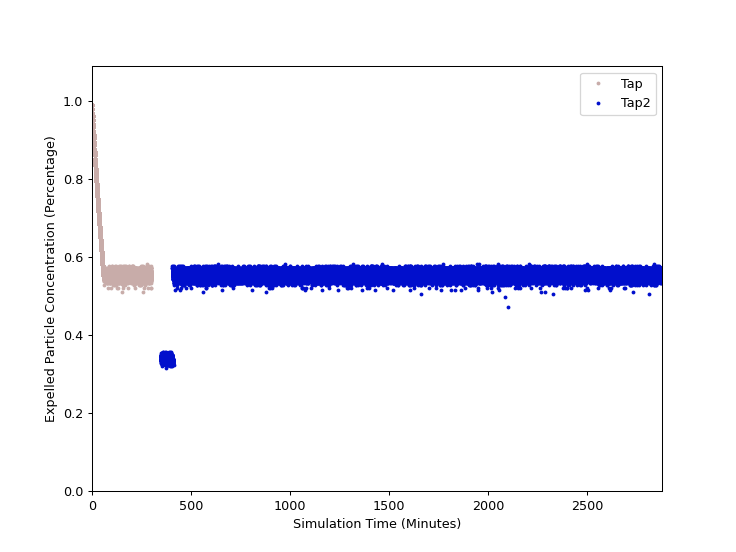 Tap
Tap2
1.0
0.8
0.6
0.4
0.2
0.0
Expelled Particle Concentration (Percentage)
0 500 1000 1500 2000 2500
Simulation Time (Minutes)